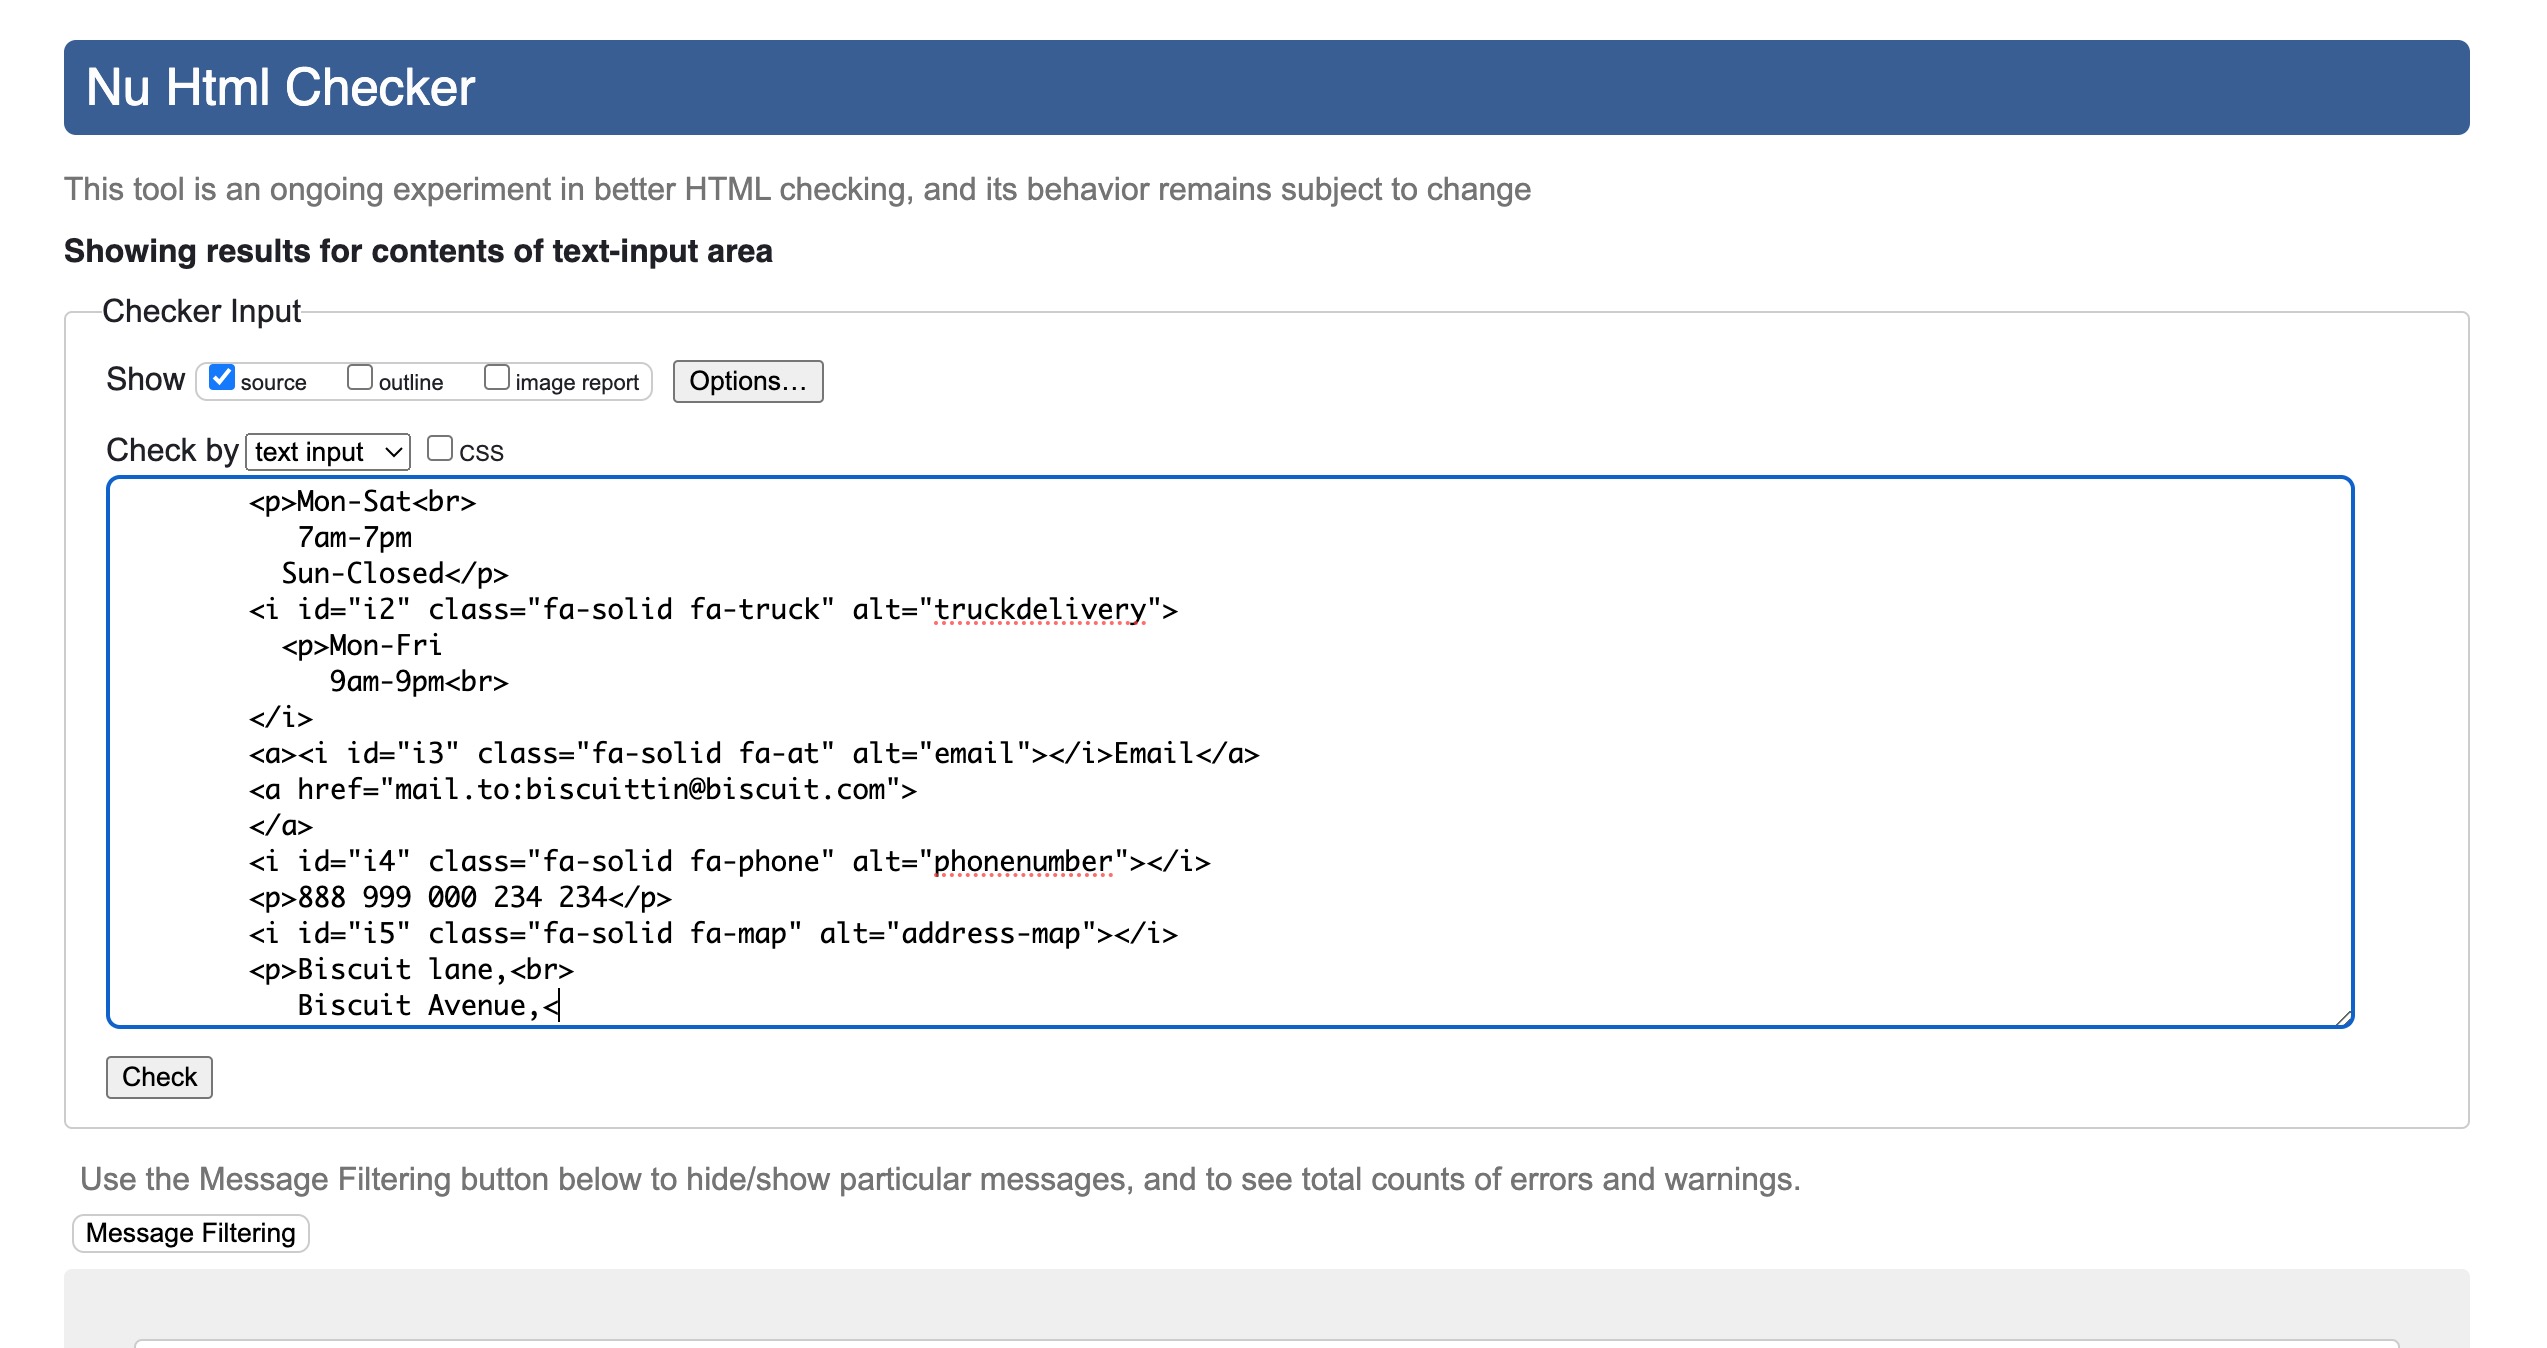 Nu Html Checker
This tool is an ongoing experiment in better HTML checking, and its behavior remains subject to change
Showing results for contents of text-input area
Checker Input
Show source outline image report Options...
Check by text input css
<p>Mon-Sat<br>
7am-7pm
Sun-Closed</p>
<i id="i2" class="fa-solid fa-truck" alt="truckdelivery">
<p>Mon-Fri
9am-9pm<br>
</i>
<a><i id="i3" class="fa-solid fa-at" alt="email"></i>Email</a>
<a href="mail.to:biscuittin@biscuit.com">
</a>
<i id="i4" class="fa-solid fa-phone" alt="phonenumber"></i>
<p>888 999 000 234 234</p>
<i id="i5" class="fa-solid fa-map" alt="address-map"></i>
<p>Biscuit lane,<br>
Biscuit Avenue,<
Check
Use the Message Filtering button below to hide/show particular messages, and to see total counts of errors and warnings.
Message Filtering